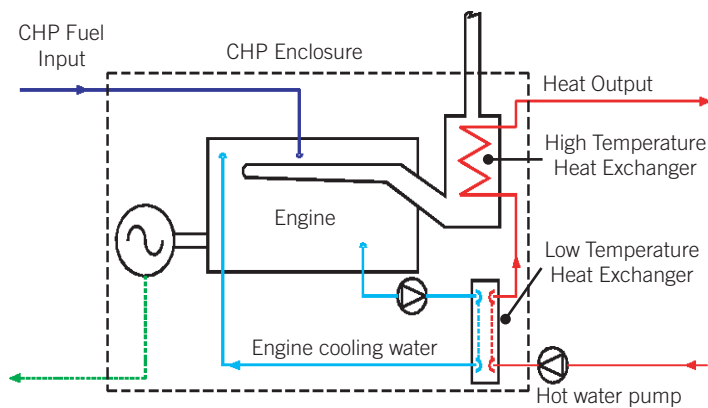 CHP Fuel
Input
CHP Enclosure
Heat Output
High Temperature
Heat Exchanger
Engine
Low Temperature
Heat Exchanger
Engine cooling water
Hot water pump